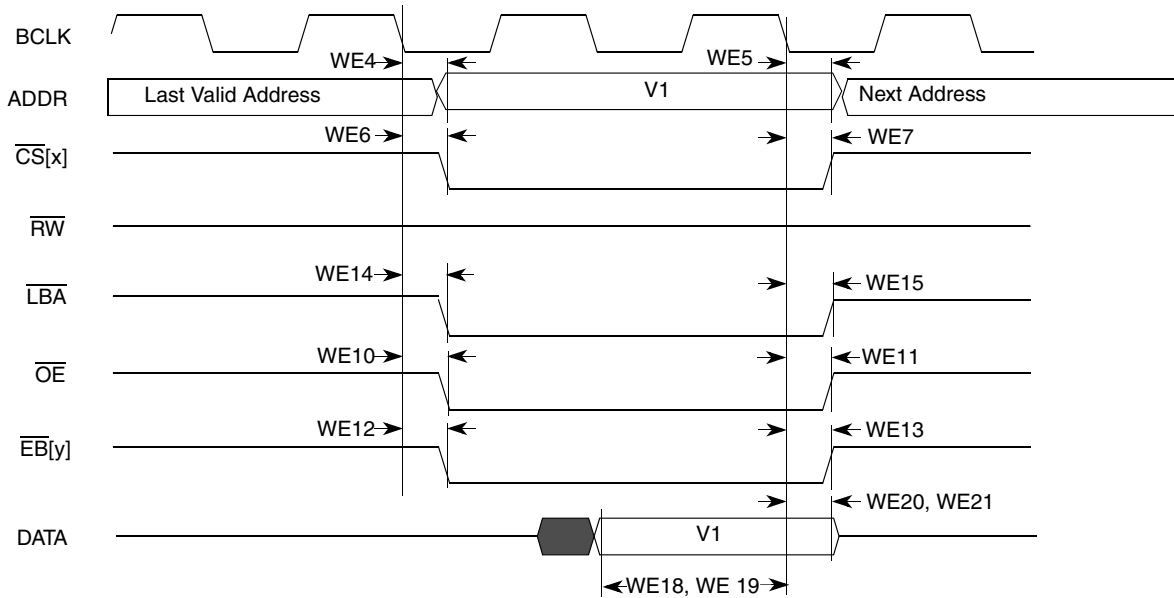 BCLK
WE4 WE5
ADDR Last Valid Address V1 Next Address
WE6 WE7
CS[x]
RW
WE14 WE15
LBA
WE10 WE11
OE
WE12 WE13
EB[y]
WE20, WE21
DATA V1
WE18, WE 19